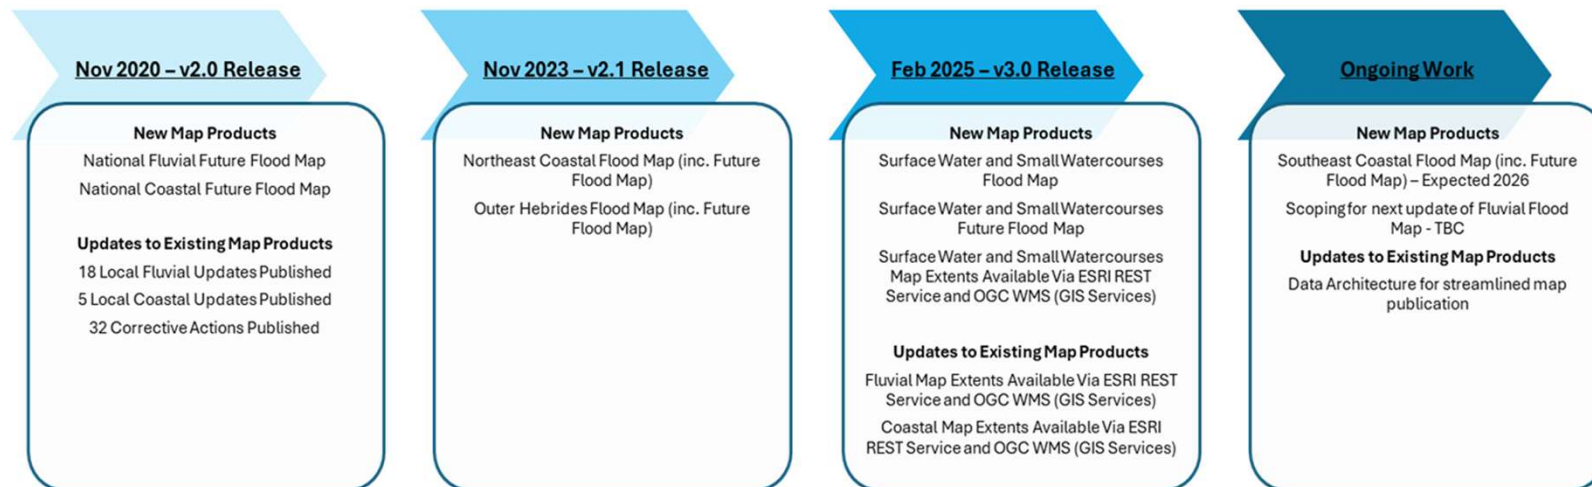 Nov 2020 – v2.0 Release
New Map Products
National Fluvial Future Flood Map
National Coastal Future Flood Map
Updates to Existing Map Products
18 Local Fluvial Updates Published
5 Local Coastal Updates Published
32 Corrective Actions Published
Nov 2023 – v2.1 Release
New Map Products
Northeast Coastal Flood Map (inc. Future
Flood Map)
Outer Hebrides Flood Map (inc. Future
Flood Map)
Feb 2025 – v3.0 Release
New Map Products
Surface Water and Small Watercourses
Flood Map
Surface Water and Small Watercourses
Future Flood Map
Surface Water and Small Watercourses
Map Extents Available Via ESRI REST
Service and OGC WMS (GIS Services)
Updates to Existing Map Products
Fluvial Map Extents Available Via ESRI REST
Service and OGC WMS (GIS Services)
Coastal Map Extents Available Via ESRI
REST Service and OGC WMS (GIS Services)
Ongoing Work
New Map Products
Southeast Coastal Flood Map (inc. Future
Flood Map) – Expected 2026
Scoping for next update of Fluvial Flood
Map - TBC
Updates to Existing Map Products
Data Architecture for streamlined map
publication